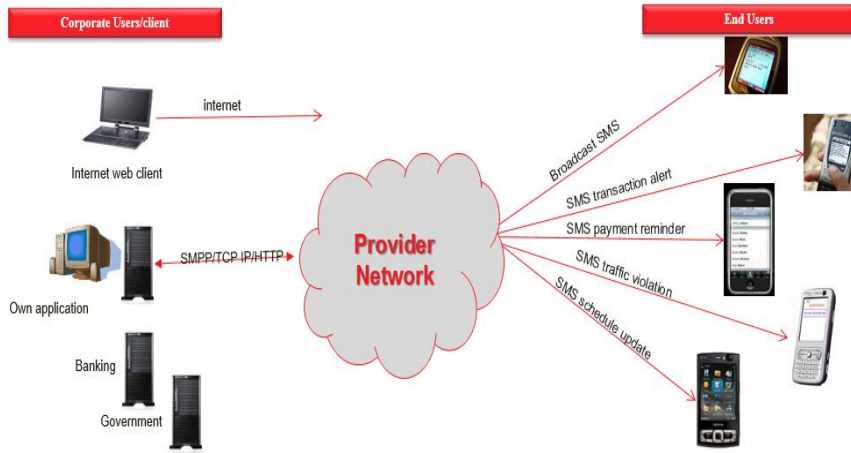 Corporate Users/client
End Users
internet
Internet web client
Own application
SMPP/TCP IP/HTTP
Banking
Government
Provider
Network
Broadcast SMS
SMS transaction alert
SMS payment reminder
SMS traffic violation
SMS schedule update